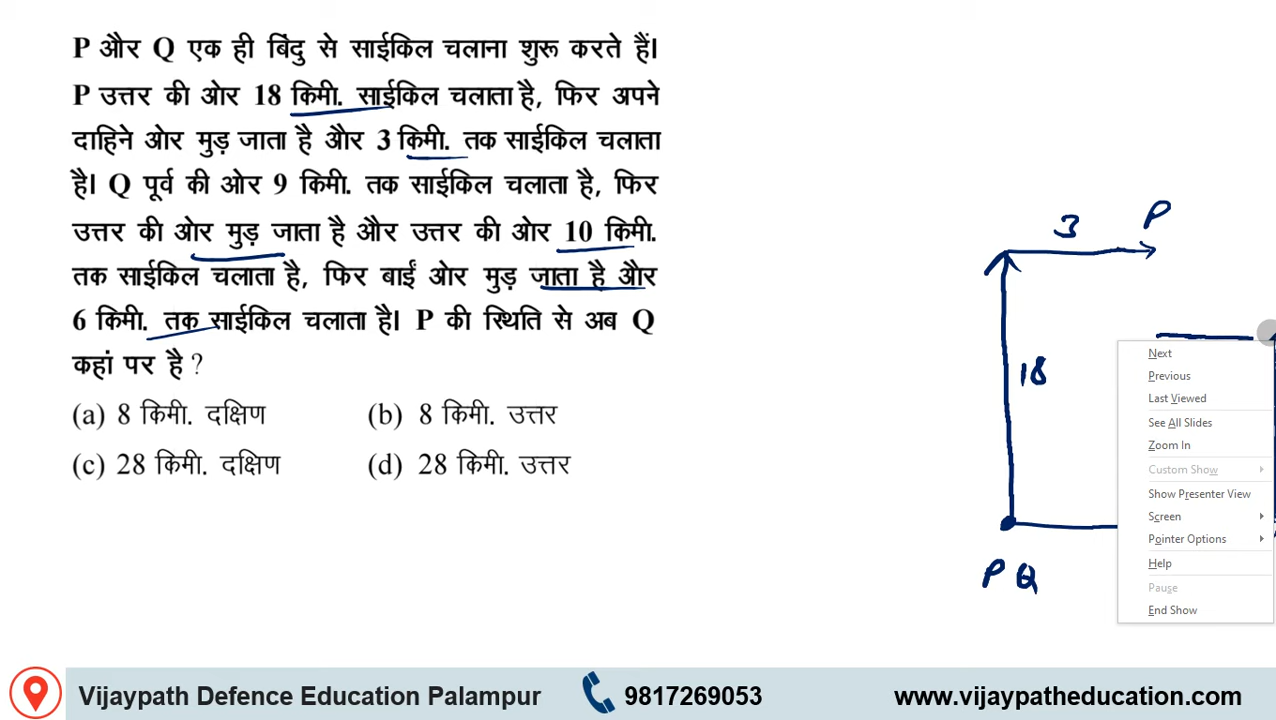 P और Q एक ही बिंदु से साईकिल चलाना शुरू करते हैं।
P उत्तर की ओर 18 किमी. साईकिल चलाता है, फिर अपने
दाहिने ओर मुड़ जाता है और 3 किमी. तक साईकिल चलाता
है। Q पूर्व की ओर 9 किमी. तक साईकिल चलाता है, फिर
उत्तर की ओर मुड़ जाता है और उत्तर की ओर 10 किमी.
तक साईकिल चलाता है, फिर बाईं ओर मुड़ जाता है और
6 किमी. तक साईकिल चलाता है। P की स्थिति से अब Q
कहां पर है?
(a) 8 किमी. दक्षिण (b) 8 किमी. उत्तर
(c) 28 किमी. दक्षिण (d) 28 किमी. उत्तर
3 P
18
P Q
Next
Previous
Last Viewed
See All Slides
Zoom In
Custom Show
Show Presenter View
Screen
Pointer Options
Help
Pause
End Show
Vijaypath Defence Education Palampur 9817269053 www.vijaypatheducation.com